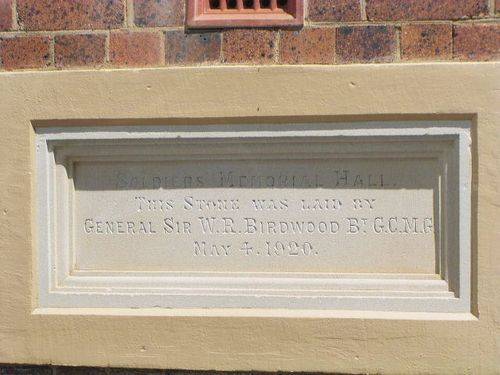 SOLDIERS MEMORIAL HALL.
THIS STONE WAS LAID BY
GENERAL SIR W.R. BIRDWOOD BT. G.C.M.G
MAY 4. 1920.